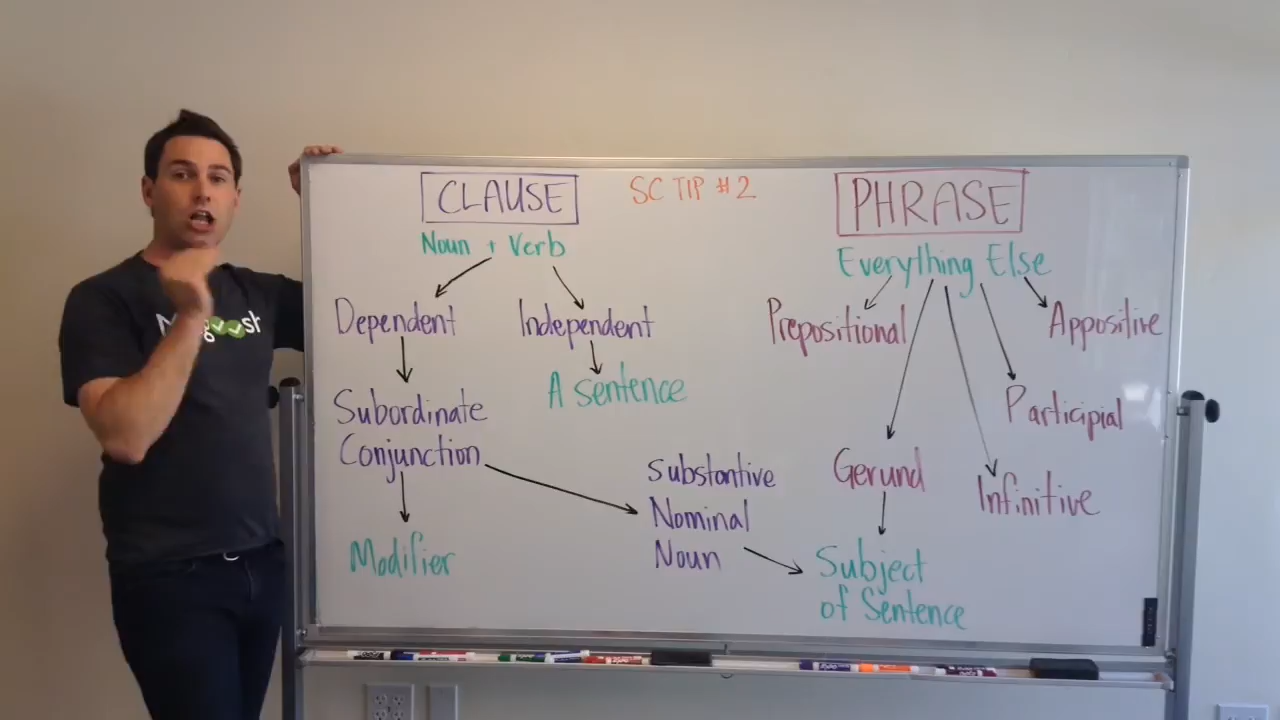 CLAUSE
SC TIP #2
PHRASE
Noun + Verb
Everything Else
Dependent
Independent
Prepositional
Appositive
A sentence
Subordinate
Conjunction
Participial
Substantive
Nominal
Noun
Gerund
Infinitive
Modifier
Subject
of Sentence